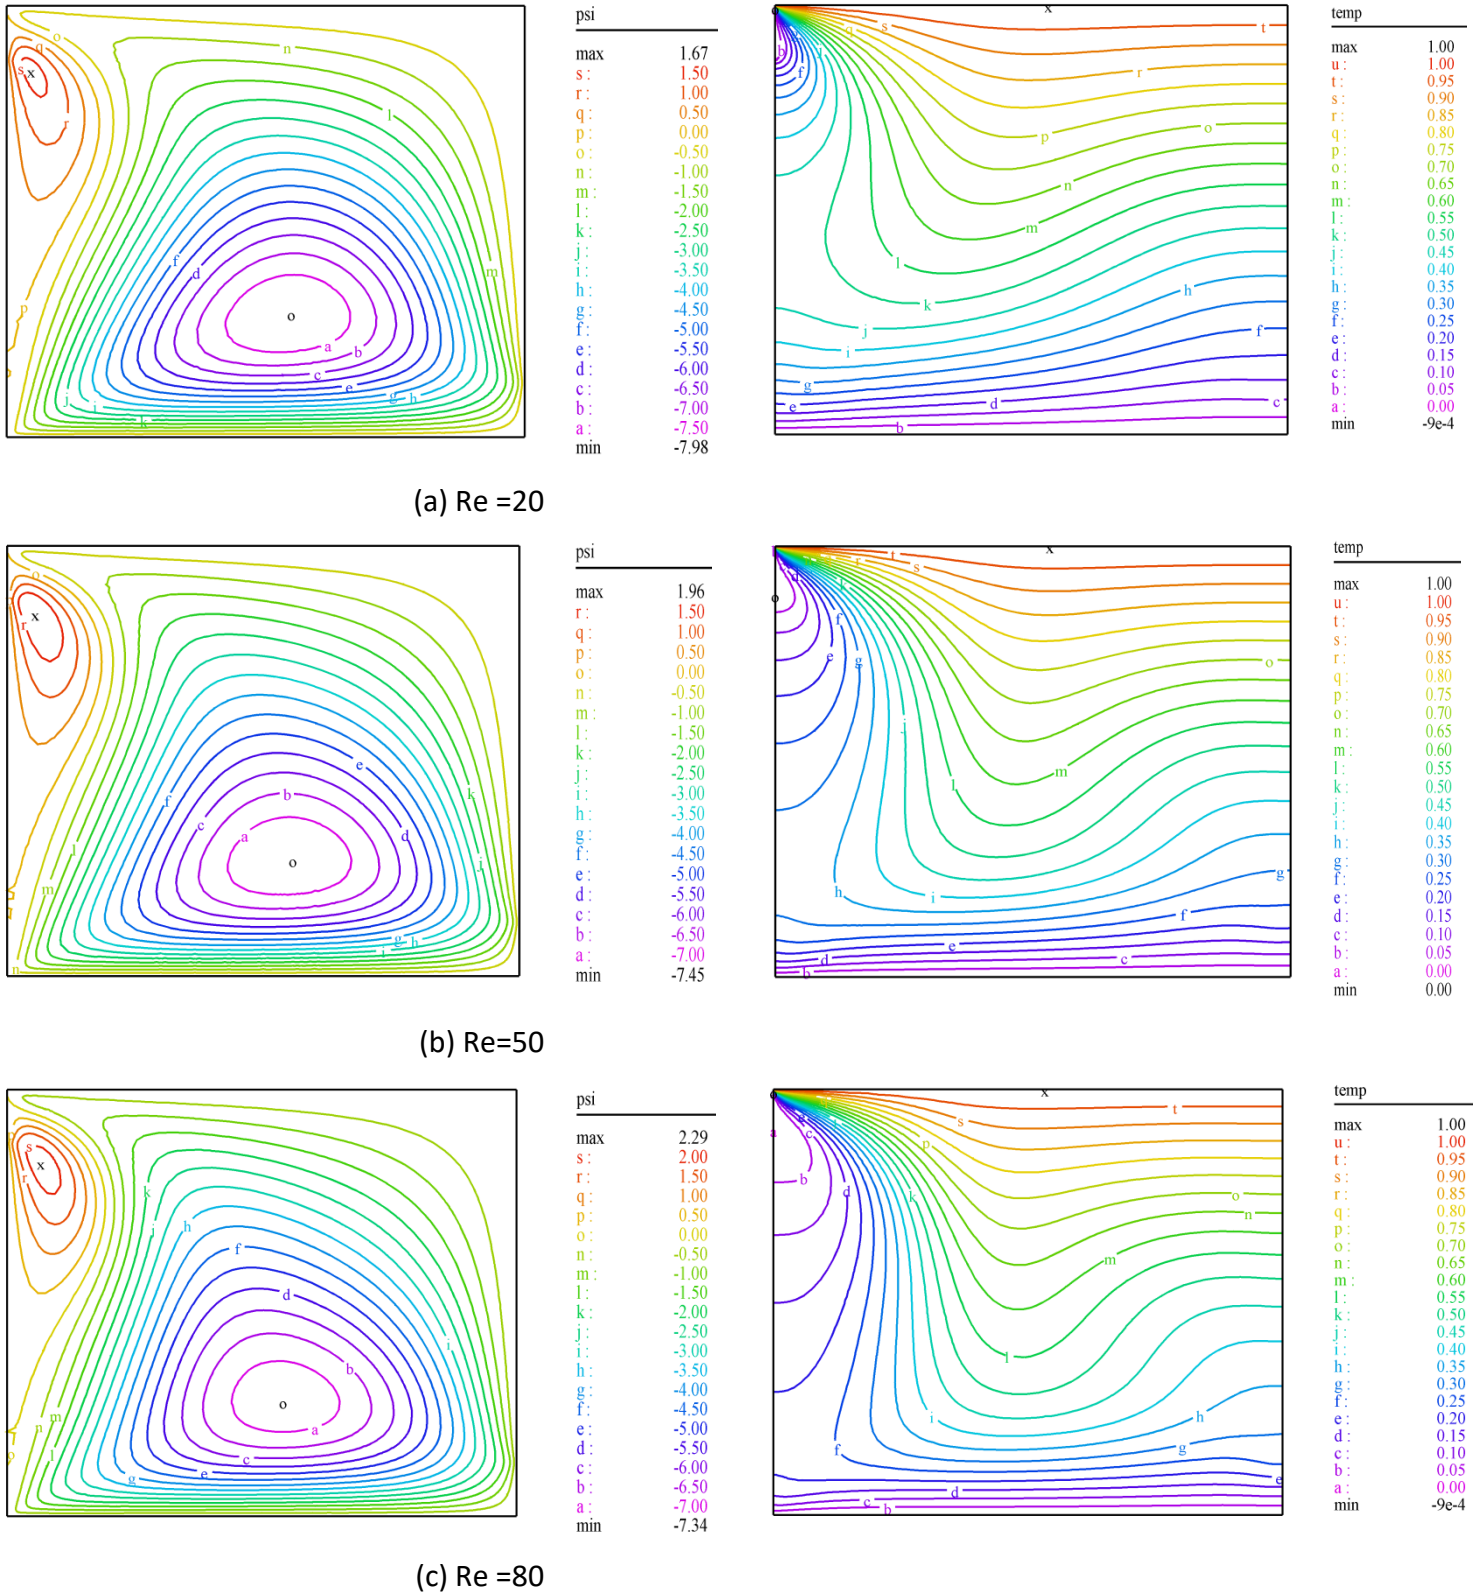 psi
max 1.67
s : 1.50
r : 1.00
q : 0.50
p : 0.00
o : -0.50
n : -1.00
m : -1.50
l : -2.00
k : -2.50
j : -3.00
i : -3.50
h : -4.00
g : -4.50
f : -5.00
e : -5.50
d : -6.00
c : -6.50
b : -7.00
a : -7.50
min -7.98
temp
max 1.00
u : 1.00
t : 0.95
s : 0.90
r : 0.85
q : 0.80
p : 0.75
o : 0.70
n : 0.65
m : 0.60
l : 0.55
k : 0.50
j : 0.45
i : 0.40
h : 0.35
g : 0.30
f : 0.25
e : 0.20
d : 0.15
c : 0.10
b : 0.05
a : 0.00
min -9e-4
(a) Re =20
psi
max 1.96
r : 1.50
q : 1.00
p : 0.50
o : 0.00
n : -0.50
m : -1.00
l : -1.50
k : -2.00
j : -2.50
i : -3.00
h : -3.50
g : -4.00
f : -4.50
e : -5.00
d : -5.50
c : -6.00
b : -6.50
a : -7.00
min -7.45
temp
max 1.00
u : 1.00
t : 0.95
s : 0.90
r : 0.85
q : 0.80
p : 0.75
o : 0.70
n : 0.65
m : 0.60
l : 0.55
k : 0.50
j : 0.45
i : 0.40
h : 0.35
g : 0.30
f : 0.25
e : 0.20
d : 0.15
c : 0.10
b : 0.05
a : 0.00
min 0.00
(b) Re=50
psi
max 2.29
s : 2.00
r : 1.50
q : 1.00
p : 0.50
o : 0.00
n : -0.50
m : -1.00
l : -1.50
k : -2.00
j : -2.50
i : -3.00
h : -3.50
g : -4.00
f : -4.50
e : -5.00
d : -5.50
c : -6.00
b : -6.50
a : -7.00
min -7.34
temp
max 1.00
u : 1.00
t : 0.95
s : 0.90
r : 0.85
q : 0.80
p : 0.75
o : 0.70
n : 0.65
m : 0.60
l : 0.55
k : 0.50
j : 0.45
i : 0.40
h : 0.35
g : 0.30
f : 0.25
e : 0.20
d : 0.15
c : 0.10
b : 0.05
a : 0.00
min -9e-4
(c) Re =80